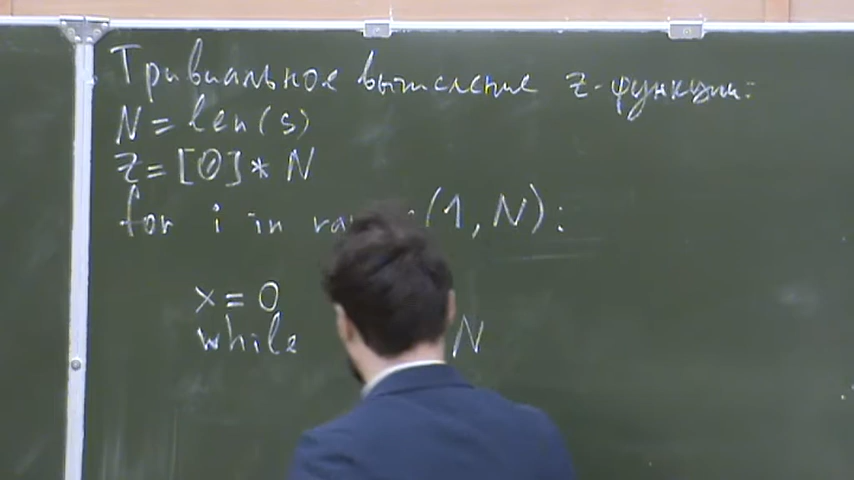 Тривиальное вычисление z-функции:
N = len(s)
z = [0] * N
for i in (1, N):
x = 0
while N